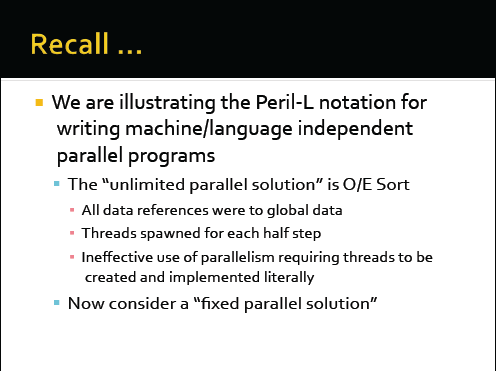 Recall ...
We are illustrating the Peril-L notation for
writing machine/language independent
parallel programs
The “unlimited parallel solution” is O/E Sort
All data references were to global data
Threads spawned for each half step
Ineffective use of parallelism requiring threads to be
created and implemented literally
Now consider a “fixed parallel solution”